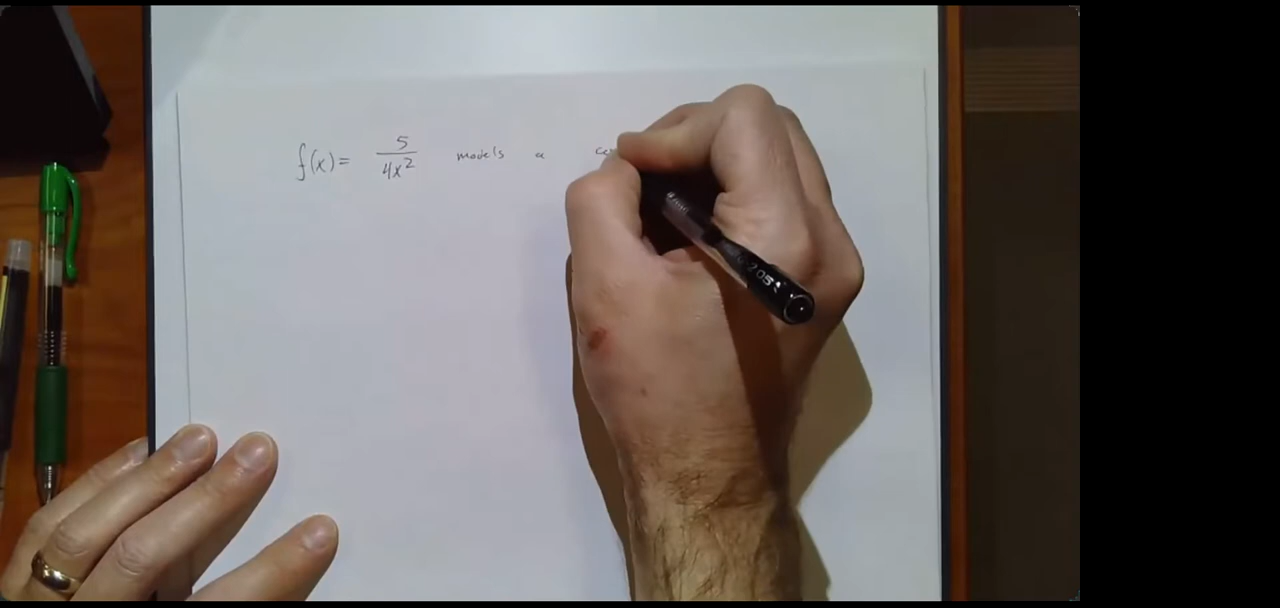 f(x) = 5/4x² models a